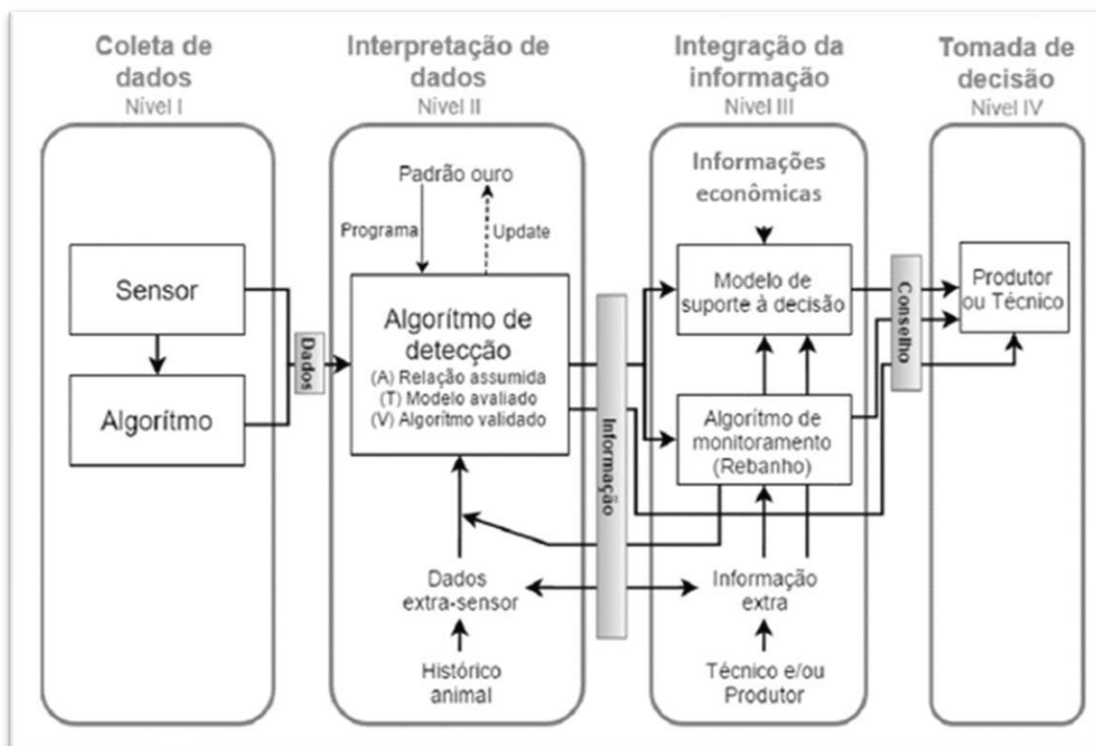 Coleta de
dados
Nível I
Interpretação de
dados
Nível II
Integração da
informação
Nível III
Tomada de
decisão
Nível IV
Sensor
Algorítmo
Dados
Padrão ouro
Programa
Update
Algorítmo de
detecção
(A) Relação assumida
(T) Modelo avaliado
(V) Algorítmo validado
Dados
extra-sensor
Histórico
animal
Informação
Informações
econômicas
Modelo de
suporte à decisão
Algorítmo de
monitoramento
(Rebanho)
Informação
extra
Técnico e/ou
Produtor
Conselho
Produtor
ou Técnico